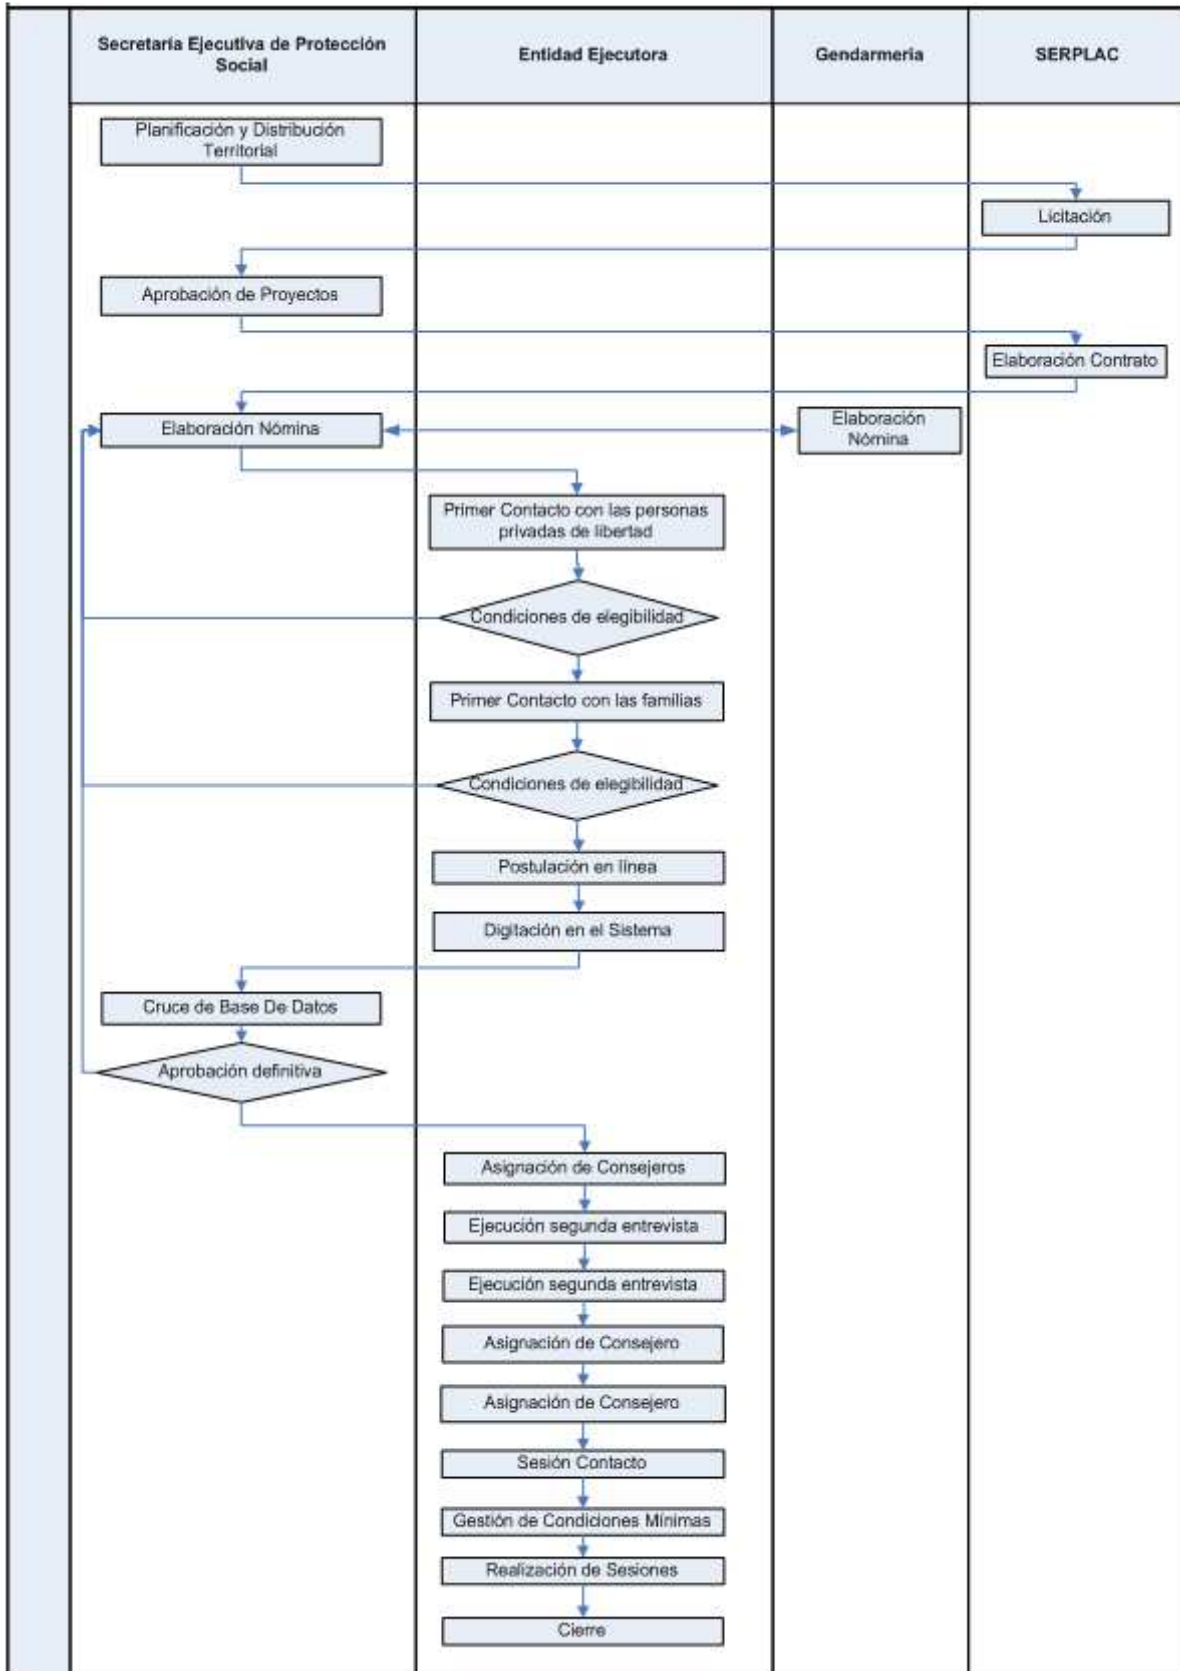 Secretaría Ejecutiva de Protección
Social
Entidad Ejecutora
Gendarmeria
SERPLAC
Planificación y Distribución
Territorial
Licitación
Aprobación de Proyectos
Elaboración Contrato
Elaboración Nómina
Elaboración
Nómina
Primer Contacto con las personas
privadas de libertad
Condiciones de elegibilidad
Primer Contacto con las familias
Condiciones de elegibilidad
Postulación en línea
Digitación en el Sistema
Cruce de Base De Datos
Aprobación definitiva
Asignación de Consejeros
Ejecución segunda entrevista
Ejecución segunda entrevista
Asignación de Consejero
Asignación de Consejero
Sesión Contacto
Gestión de Condiciones Mínimas
Realización de Sesiones
Cierre